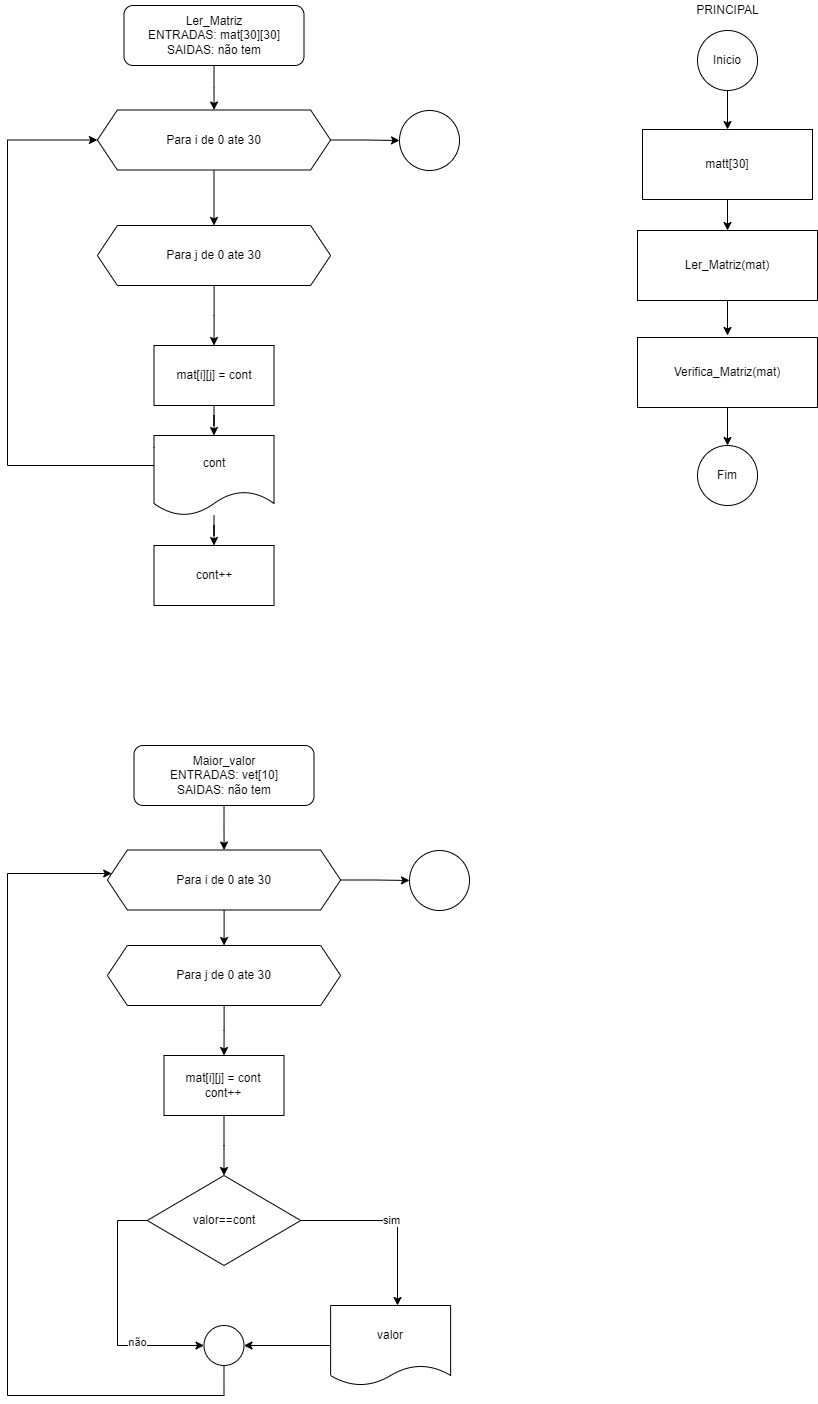 Ler_Matriz
ENTRADAS: mat[30][30]
SAIDAS: não tem
Para i de 0 ate 30
Para j de 0 ate 30
mat[i][j] = cont
cont
cont++
PRINCIPAL
Inicio
matt[30]
Ler_Matriz(mat)
Verifica_Matriz(mat)
Fim
Maior_valor
ENTRADAS: vet[10]
SAIDAS: não tem
Para i de 0 ate 30
Para j de 0 ate 30
mat[i][j] = cont
cont++
valor==cont
sim
não
valor